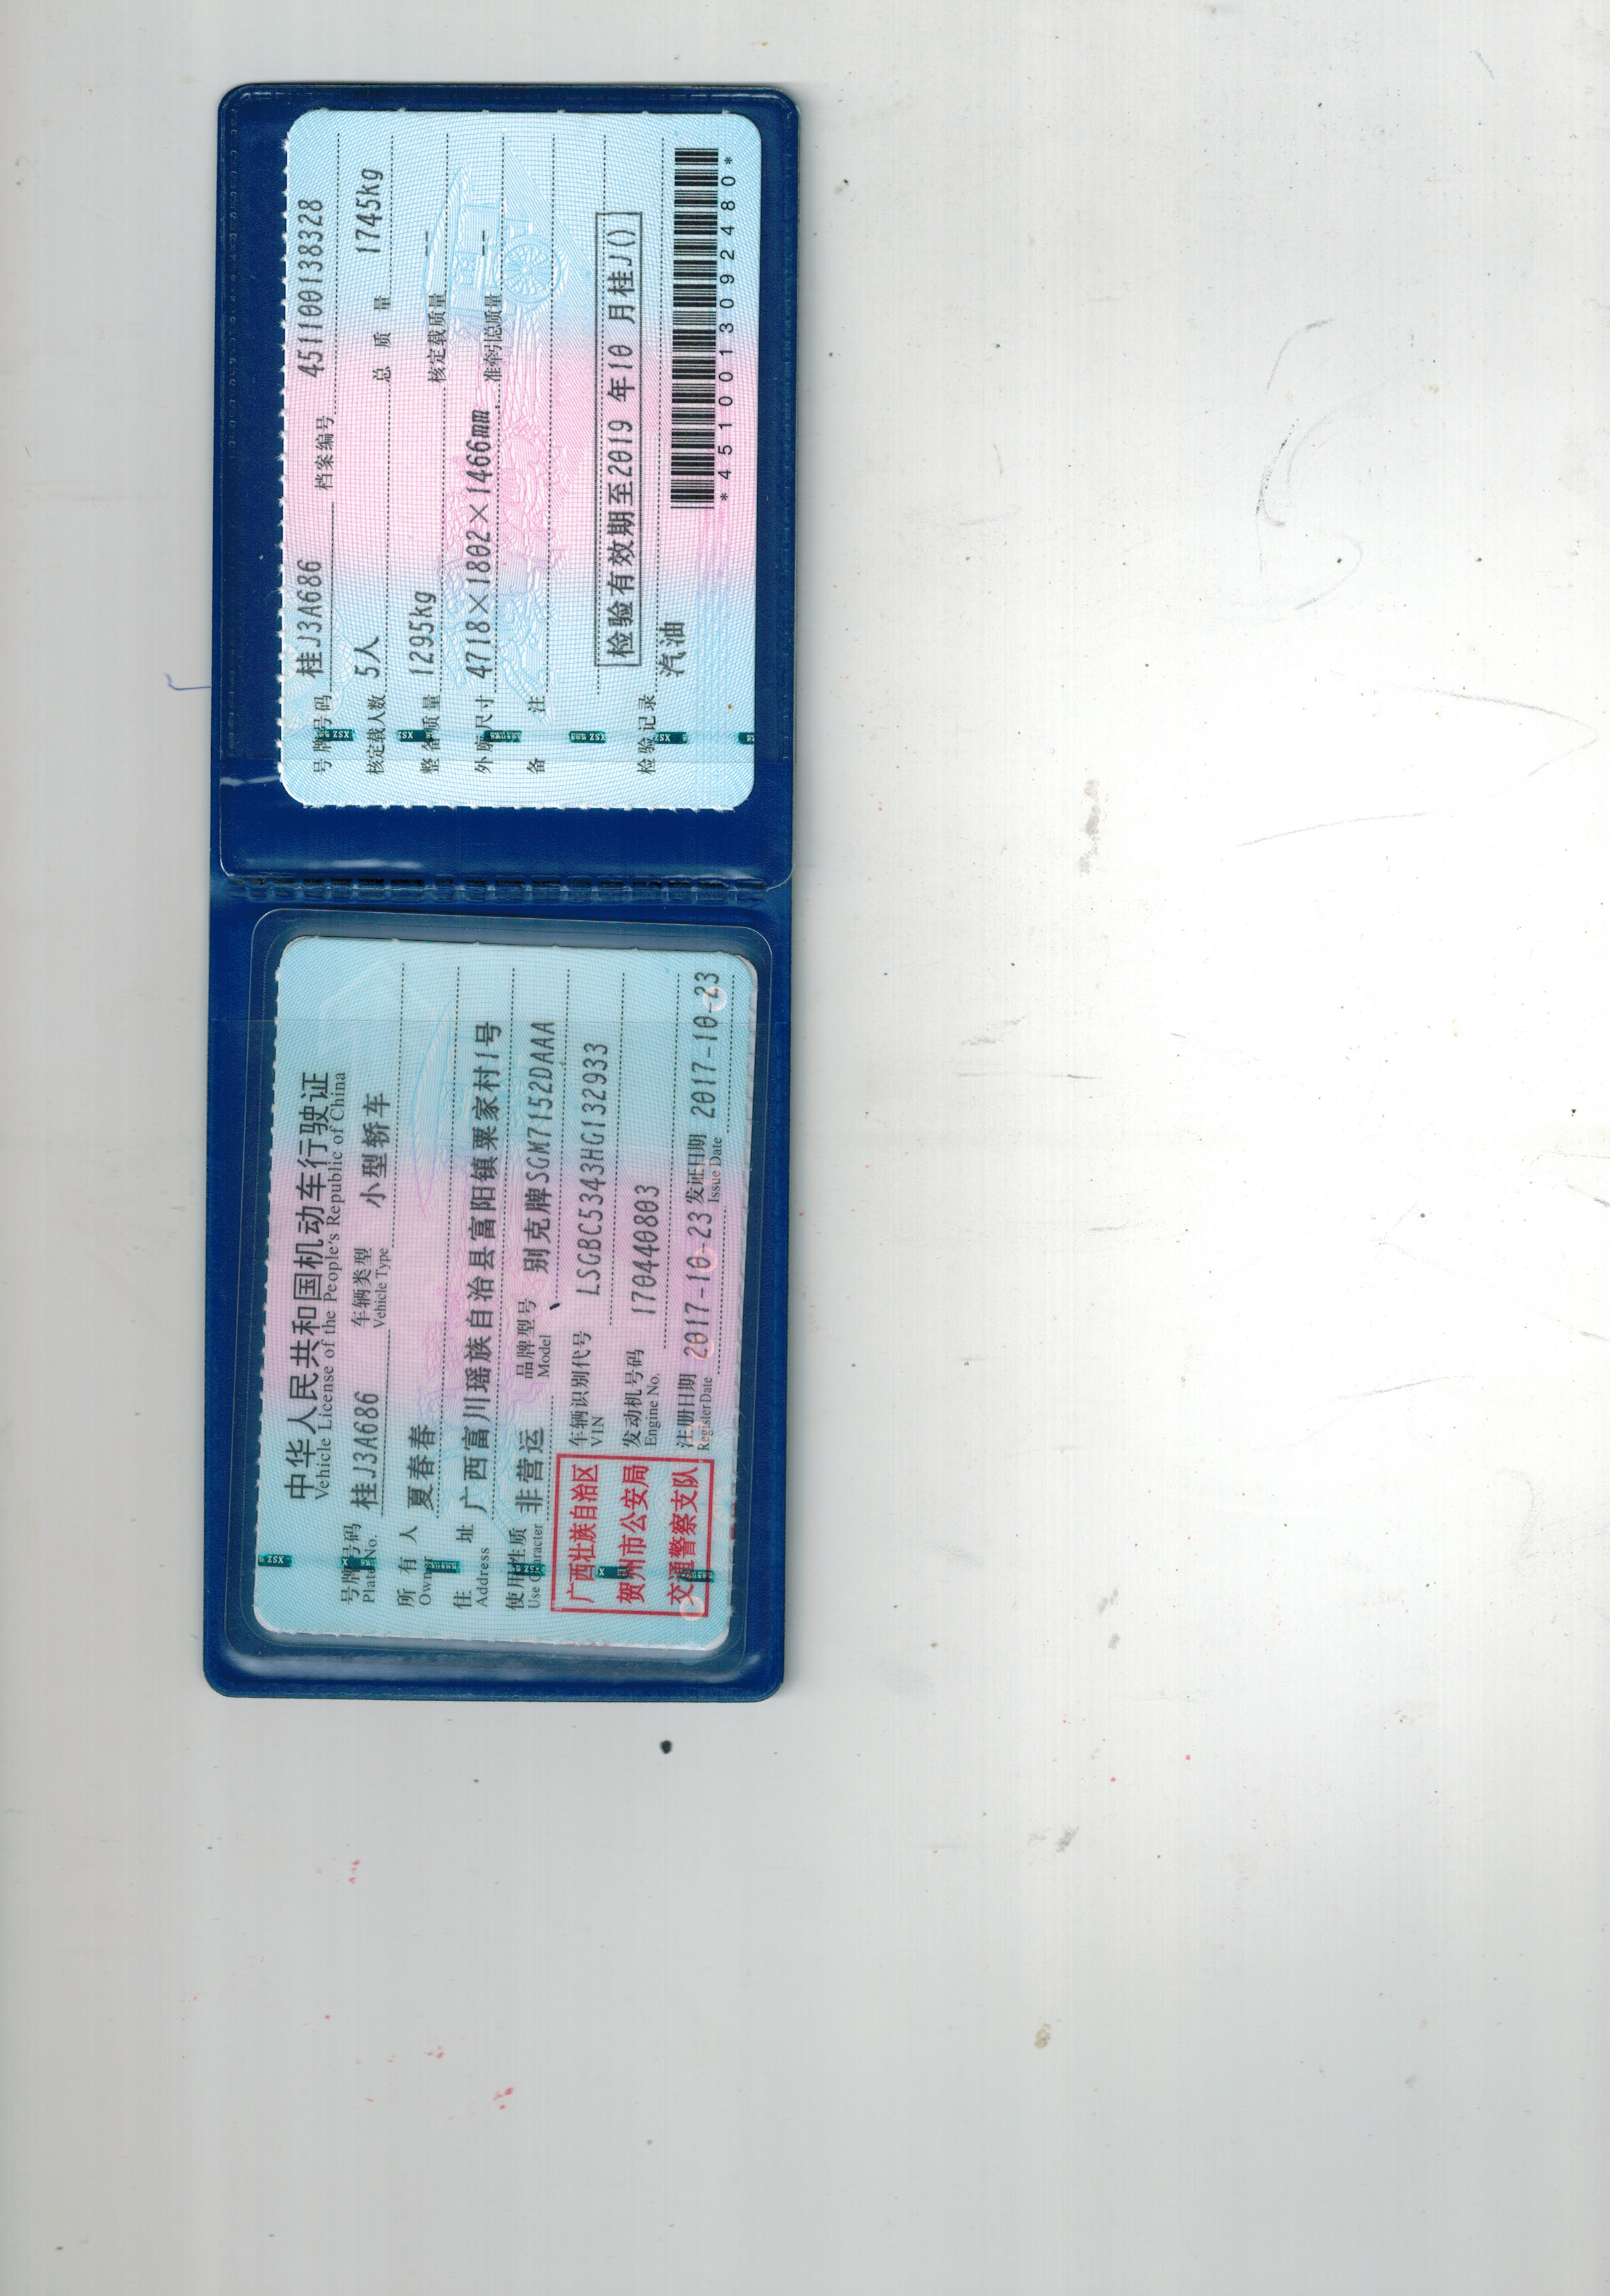 中华人民共和国机动车行驶证
Vehicle License of the People's Republic of China
号牌号码 桂J3A686 车辆类型 小型轿车
Plate No. Vehicle Type
所有人 夏春春
Owner
住址 广西富川瑶族自治县富阳镇粟家村1号
Address
使用性质 非营运 品牌型号 别克牌SGM7152DAAA
Use Character Model
广西壮族自治区
贺州市公安局
交通警察支队
车辆识别代号 LSGBC5343HG132933
VIN
发动机号码 170440803
Engine No.
注册日期 2017-10-23 发证日期 2017-10-23
Register Date Issue Date
号牌号码 桂J3A686 档案编号 451100138328
核定载人数 5人 总质量 1745kg
整备质量 1295kg 核定载质量 --
外廓尺寸 4718×1802×1466mm 准牵引总质量 --
备注
检验有效期至2019年10月桂J()
检验记录
汽油
*4510013092480*